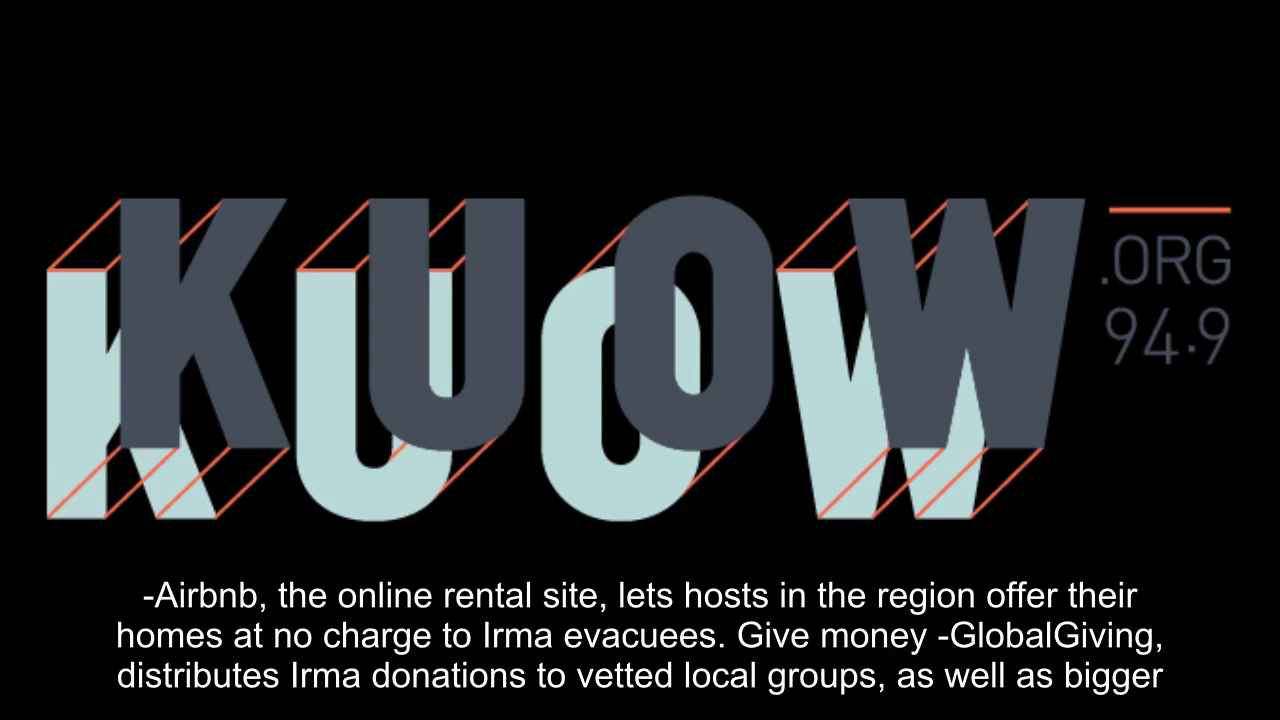 KUOW
.ORG
94.9
-Airbnb, the online rental site, lets hosts in the region offer their
homes at no charge to Irma evacuees. Give money -GlobalGiving,
distributes Irma donations to vetted local groups, as well as bigger